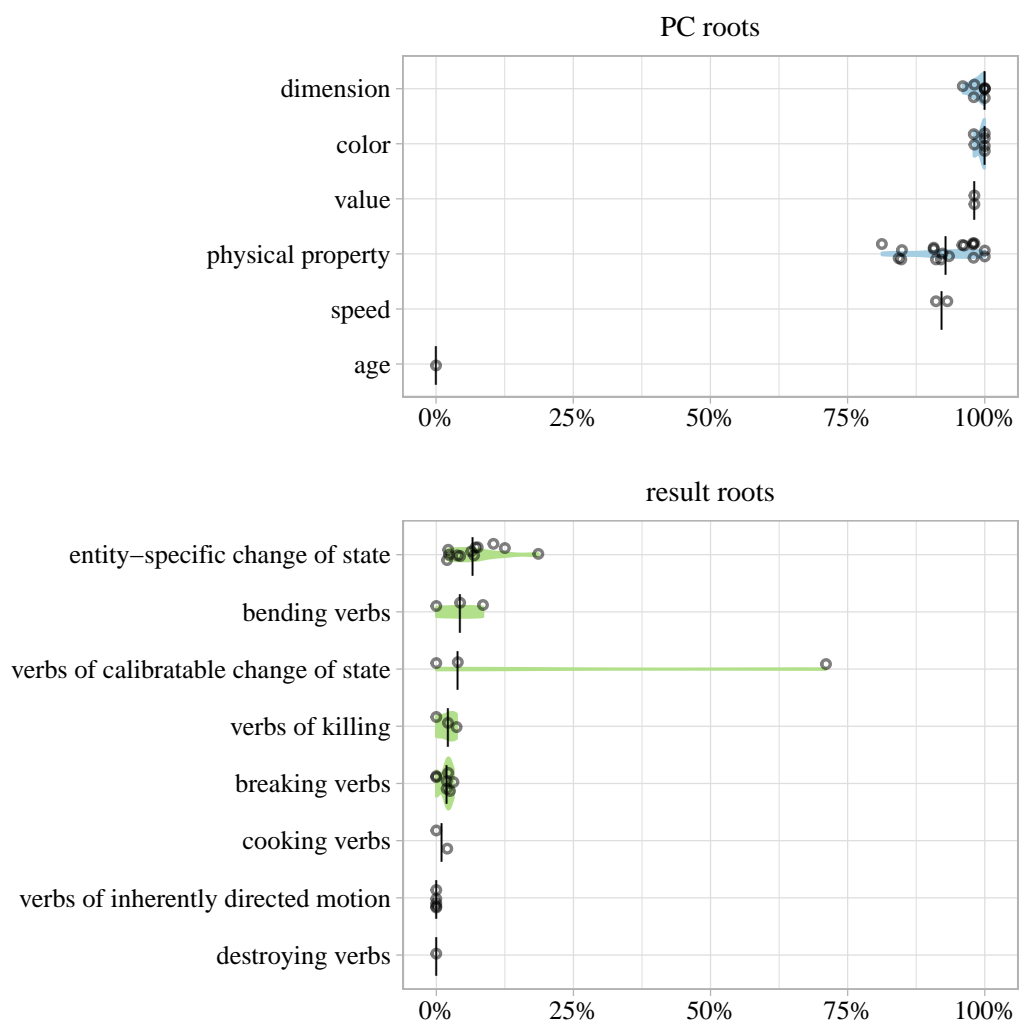 PC roots
dimension
color
value
physical property
speed
age
0% 25% 50% 75% 100%
result roots
entity−specific change of state
bending verbs
verbs of calibratable change of state
verbs of killing
breaking verbs
cooking verbs
verbs of inherently directed motion
destroying verbs
0% 25% 50% 75% 100%